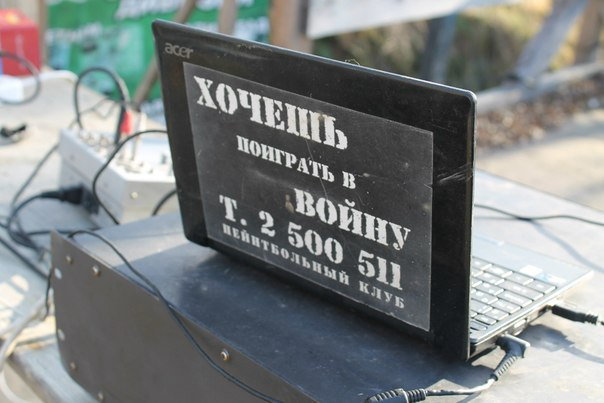 acer
ХОЧЕШЬ
ПОИГРАТЬ В
ВОЙНУ
Т. 2 500 511
ПЕЙНТБОЛЬНЫЙ КЛУБ